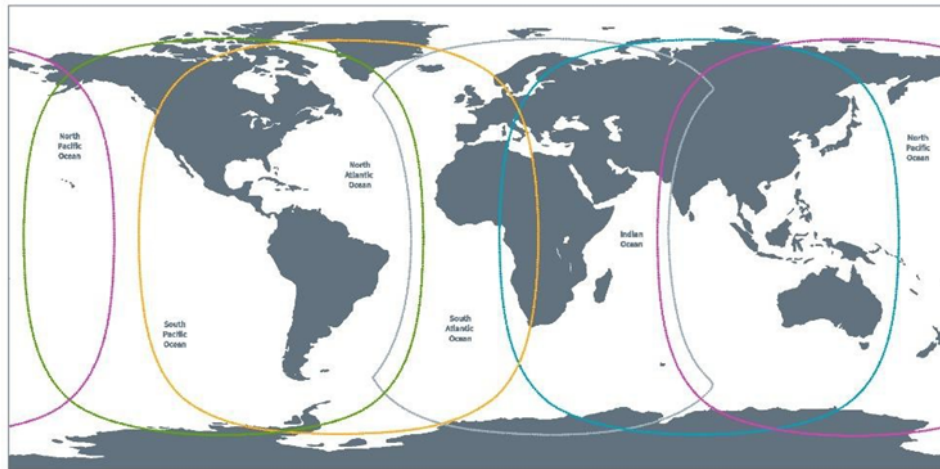 North
Pacific
Ocean
North
Atlantic
Ocean
North
Pacific
Ocean
Indian
Ocean
South
Pacific
Ocean
South
Atlantic
Ocean